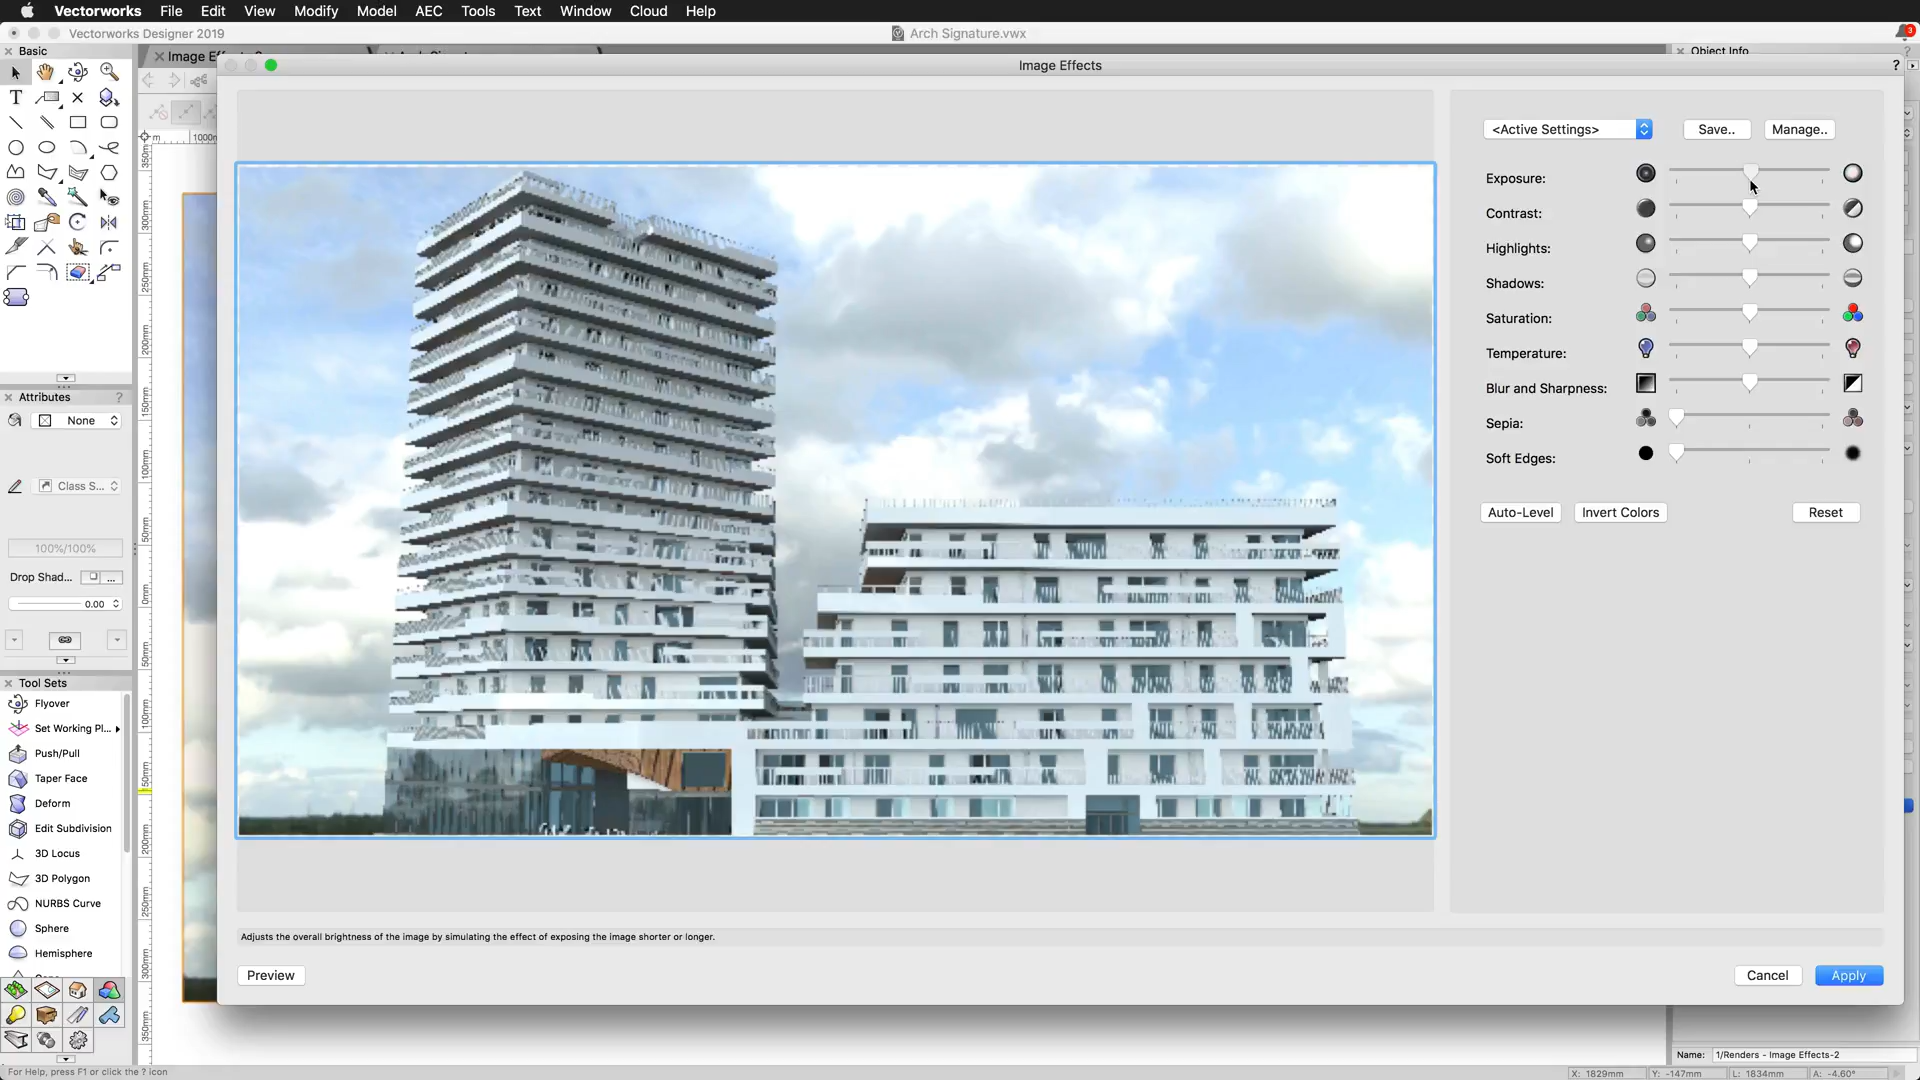 Vectorworks File Edit View Modify Model AEC Tools Text Window Cloud Help
Vectorworks Designer 2019
Arch Signature.vwx
3
Basic
Object Info
Image Effects
?
<Active Settings>
Save..
Manage..
Exposure:
Contrast:
Highlights:
Shadows:
Saturation:
Temperature:
Blur and Sharpness:
Sepia:
Soft Edges:
Auto-Level
Invert Colors
Reset
Attributes ?
None
Class S...
100%/100%
Drop Shad... ...
0.00
Tool Sets
Flyover
Set Working Pl...
Push/Pull
Taper Face
Deform
Edit Subdivision
3D Locus
3D Polygon
NURBS Curve
Sphere
Hemisphere
Adjusts the overall brightness of the image by simulating the effect of exposing the image shorter or longer.
Preview
Cancel
Apply
Name: 1/Renders - Image Effects-2
For Help, press F1 or click the ? icon
X: 1829mm Y: -147mm L: 1834mm A: -4.60°